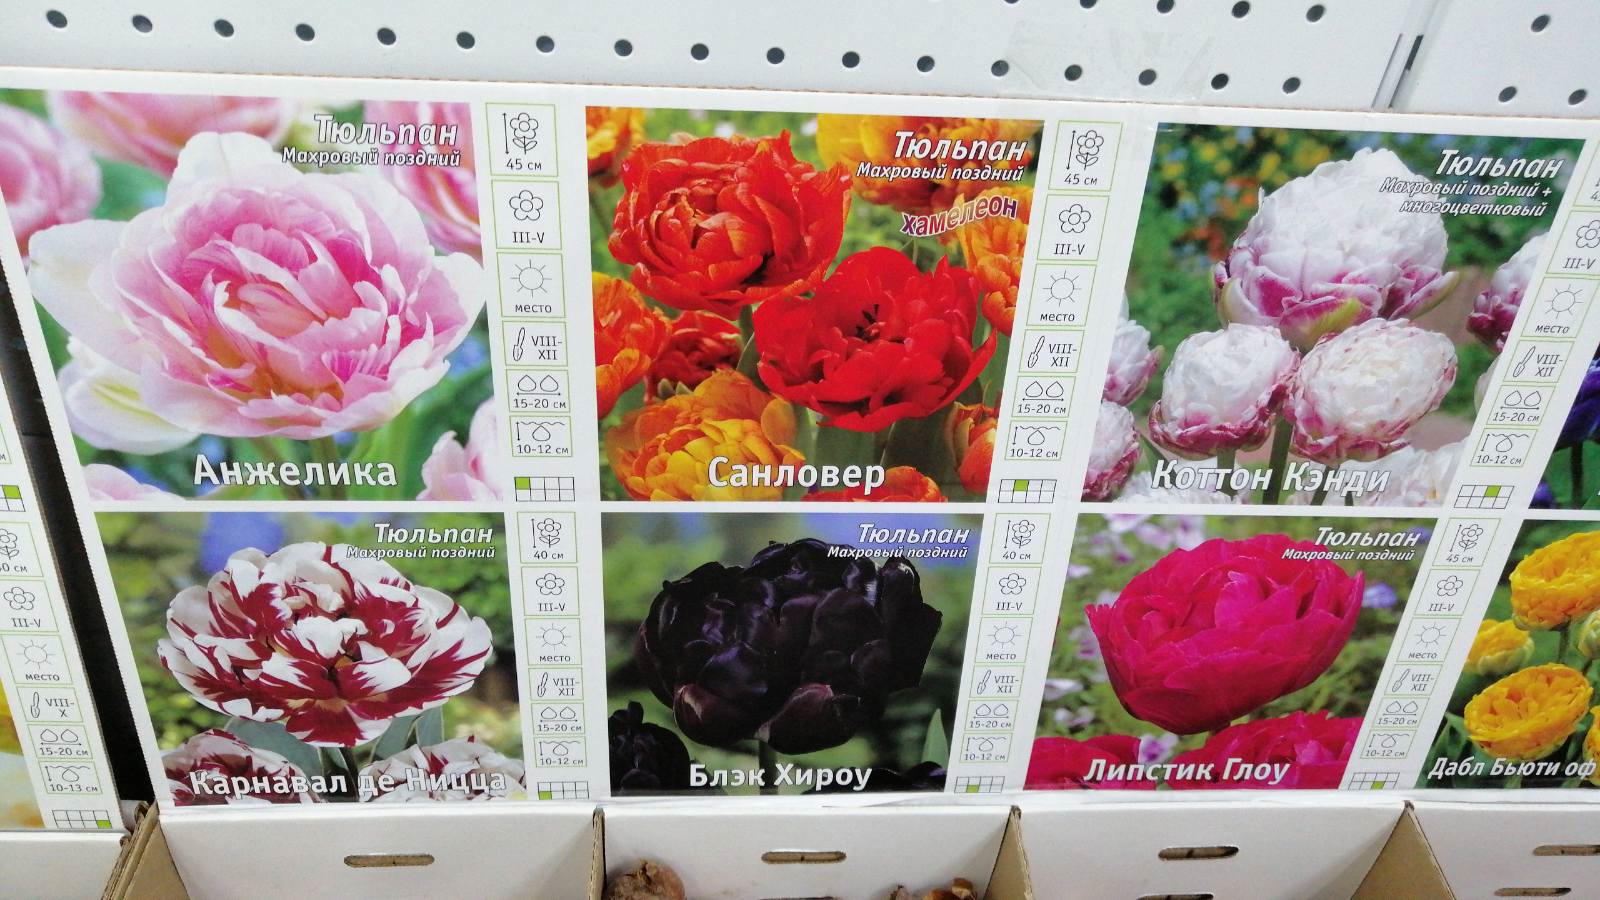 Тюльпан
Махровый поздний
Анжелика
45 см
III-V
место
VIII-
XII
15-20 см
10-12 см
Тюльпан
Махровый поздний
хамелеон
Санловер
45 см
III-V
место
VIII-
XII
15-20 см
10-12 см
Тюльпан
Махровый поздний +
многоцветковый
Коттон Кэнди
III-V
место
VIII-
XII
15-20 см
10-12 см
место
VIII-
X
15-20 см
10-13 см
Тюльпан
Махровый поздний
Карнавал де Ницца
40 см
III-V
место
VIII-
XII
15-20 см
10-12 см
Тюльпан
Махровый поздний
Блэк Хироу
40 см
III-V
место
VIII-
XII
15-20 см
10-12 см
Тюльпан
Махровый поздний
Липстик Глоу
45 см
III-V
место
VIII-
XII
15-20 см
10-12 см
Дабл Бьюти оф